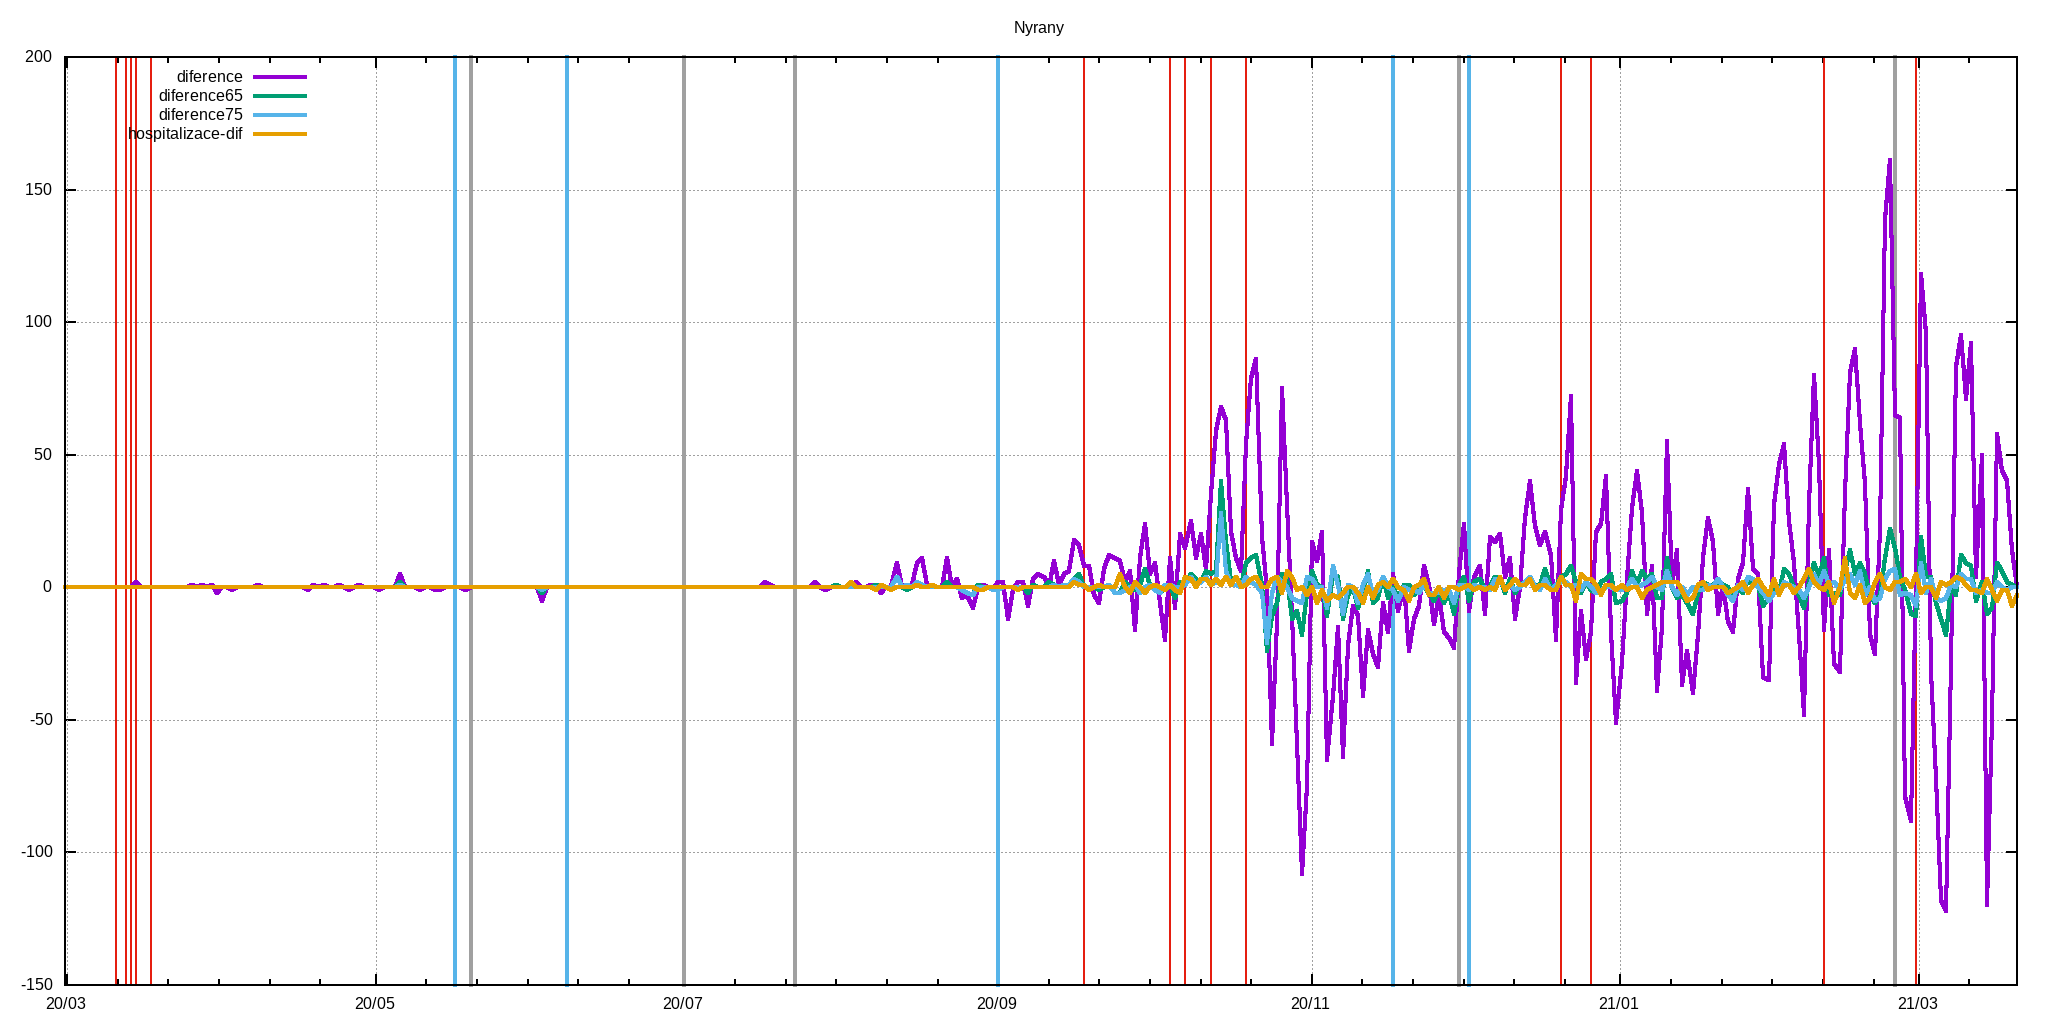 Nyrany
200
150
100
50
0
-50
-100
-150
diference
diference65
diference75
hospitalizace-dif
20/03 20/05 20/07 20/09 20/11 21/01 21/03